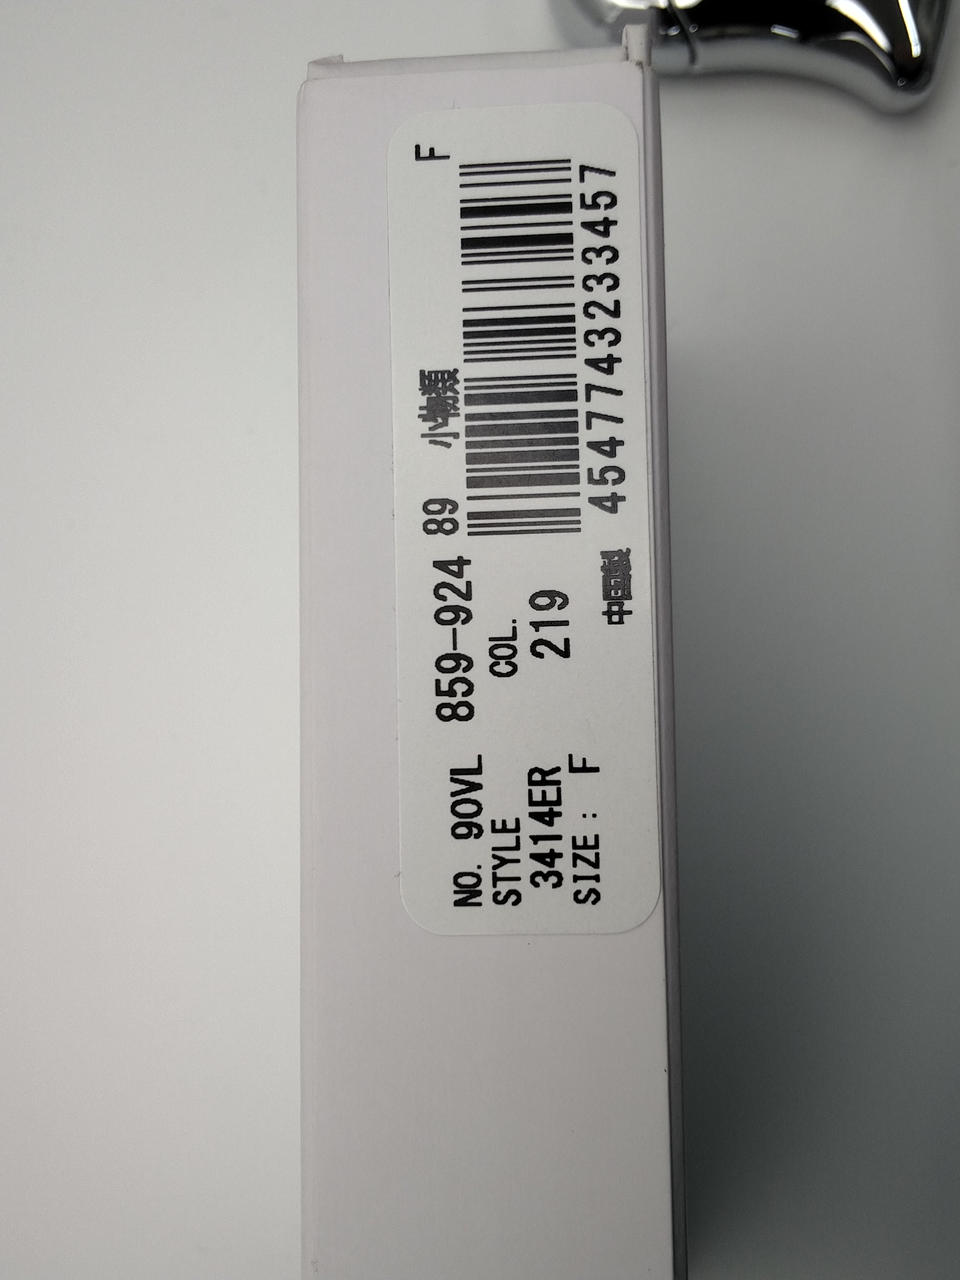 F
NO. 90VL 859-924 89 小物類
STYLE COL.
3414ER 219
SIZE: F
中国製 4547743233457